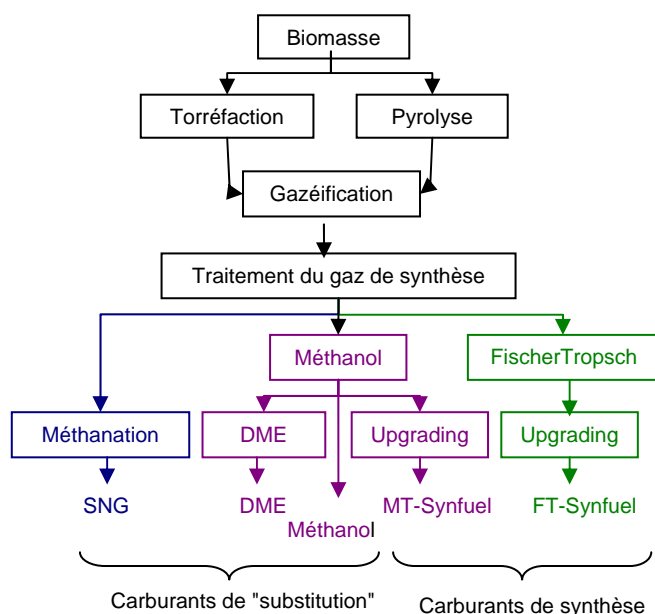 Biomasse
Torréfaction
Pyrolyse
Gazéification
Traitement du gaz de synthèse
Méthanol
FischerTropsch
Méthanation
DME
Upgrading
Upgrading
SNG
DME
MT-Synfuel
FT-Synfuel
Méthanol
Carburants de "substitution"
Carburants de synthèse